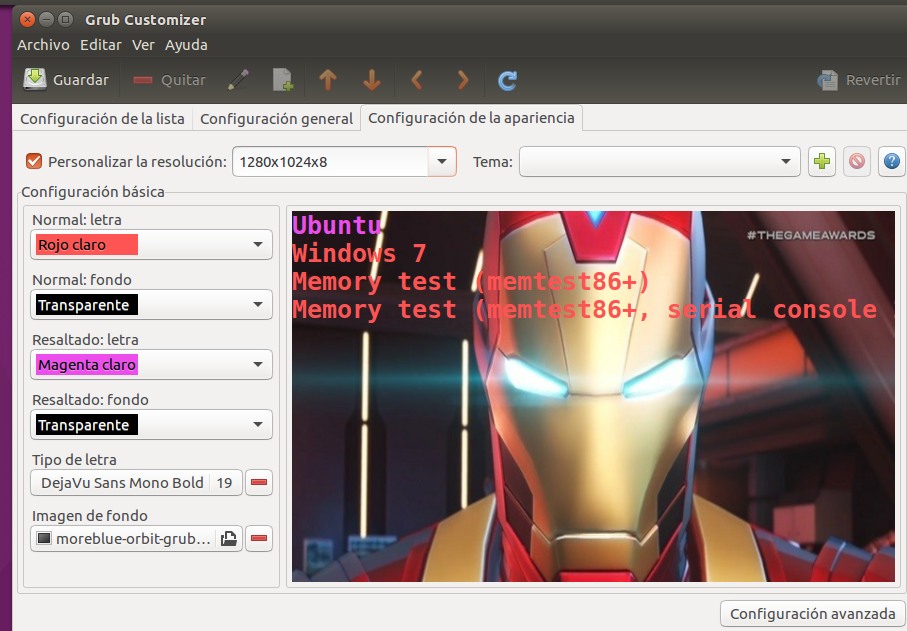 Grub Customizer
Archivo Editar Ver Ayuda
Guardar Quitar Revertir
Configuración de la lista Configuración general Configuración de la apariencia
Personalizar la resolución: 1280x1024x8 Tema:
Configuración básica
Normal: letra
Rojo claro
Normal: fondo
Transparente
Resaltado: letra
Magenta claro
Resaltado: fondo
Transparente
Tipo de letra
DejaVu Sans Mono Bold 19
Imagen de fondo
moreblue-orbit-grub...
Ubuntu
#THEGAMEAWARDS
Windows 7
Memory test (memtest86+)
Memory test (memtest86+, serial console
Configuración avanzada